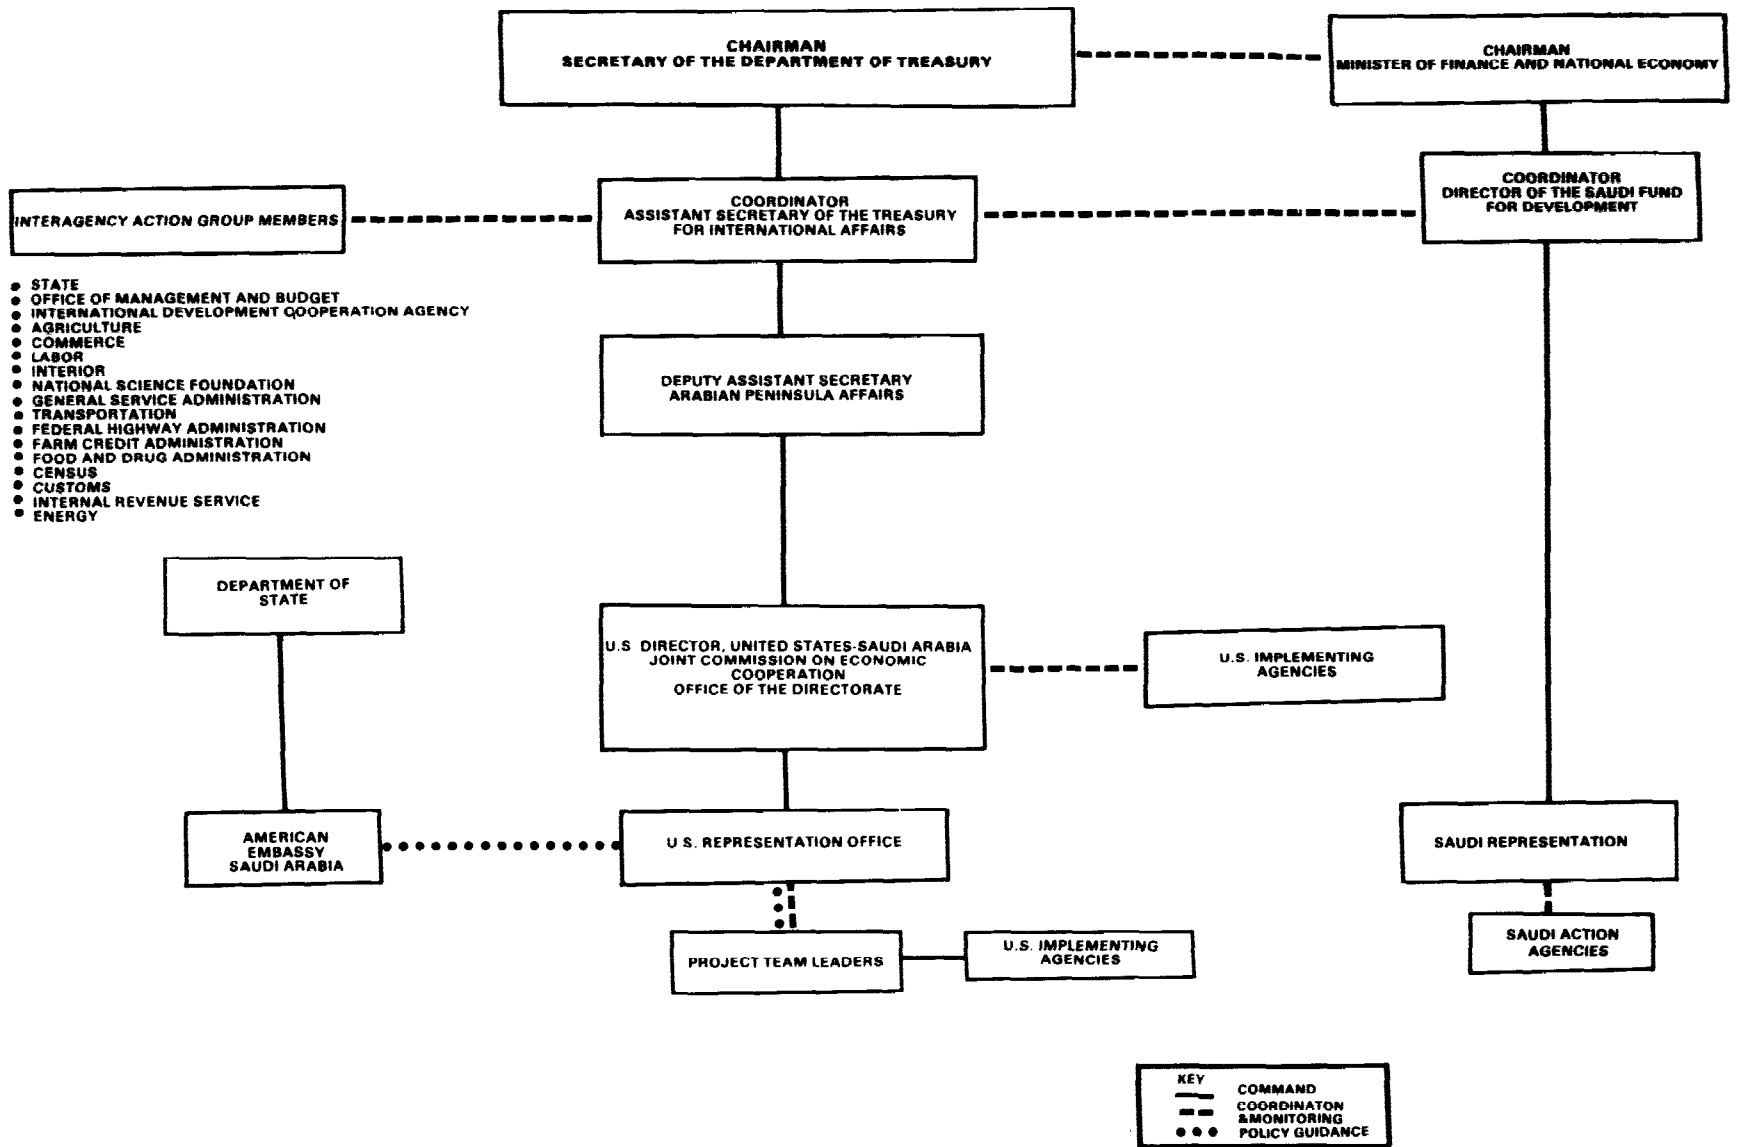 CHAIRMAN
SECRETARY OF THE DEPARTMENT OF TREASURY
CHAIRMAN
MINISTER OF FINANCE AND NATIONAL ECONOMY
INTERAGENCY ACTION GROUP MEMBERS
COORDINATOR
ASSISTANT SECRETARY OF THE TREASURY
FOR INTERNATIONAL AFFAIRS
COORDINATOR
DIRECTOR OF THE SAUDI FUND
FOR DEVELOPMENT
• STATE
• OFFICE OF MANAGEMENT AND BUDGET
• INTERNATIONAL DEVELOPMENT COOPERATION AGENCY
• AGRICULTURE
• COMMERCE
• LABOR
• INTERIOR
• NATIONAL SCIENCE FOUNDATION
• GENERAL SERVICE ADMINISTRATION
• TRANSPORTATION
• FEDERAL HIGHWAY ADMINISTRATION
• FARM CREDIT ADMINISTRATION
• FOOD AND DRUG ADMINISTRATION
• CENSUS
• CUSTOMS
• INTERNAL REVENUE SERVICE
• ENERGY
DEPUTY ASSISTANT SECRETARY
ARABIAN PENINSULA AFFAIRS
DEPARTMENT OF
STATE
U.S DIRECTOR, UNITED STATES-SAUDI ARABIA
JOINT COMMISSION ON ECONOMIC
COOPERATION
OFFICE OF THE DIRECTORATE
U.S. IMPLEMENTING
AGENCIES
AMERICAN
EMBASSY
SAUDI ARABIA
U S. REPRESENTATION OFFICE
SAUDI REPRESENTATION
PROJECT TEAM LEADERS
U.S. IMPLEMENTING
AGENCIES
SAUDI ACTION
AGENCIES
KEY
COMMAND
COORDINATON
&MONITORING
POLICY GUIDANCE